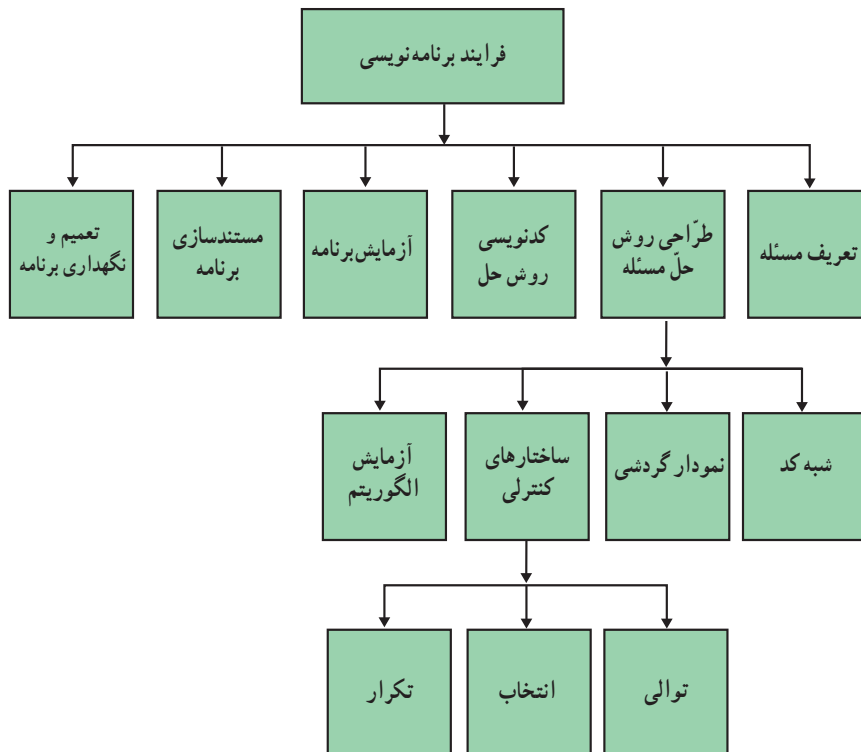 فرایند برنامه‌نویسی
تعریف مسئله
طرّاحی روش
حلّ مسئله
کدنویسی
روش حل
آزمایش‌برنامه
مستندسازی
برنامه
تعمیم و
نگهداری برنامه
شبه کد
نمودار گردشی
ساختارهای
کنترلی
آزمایش
الگوریتم
توالی
انتخاب
تکرار